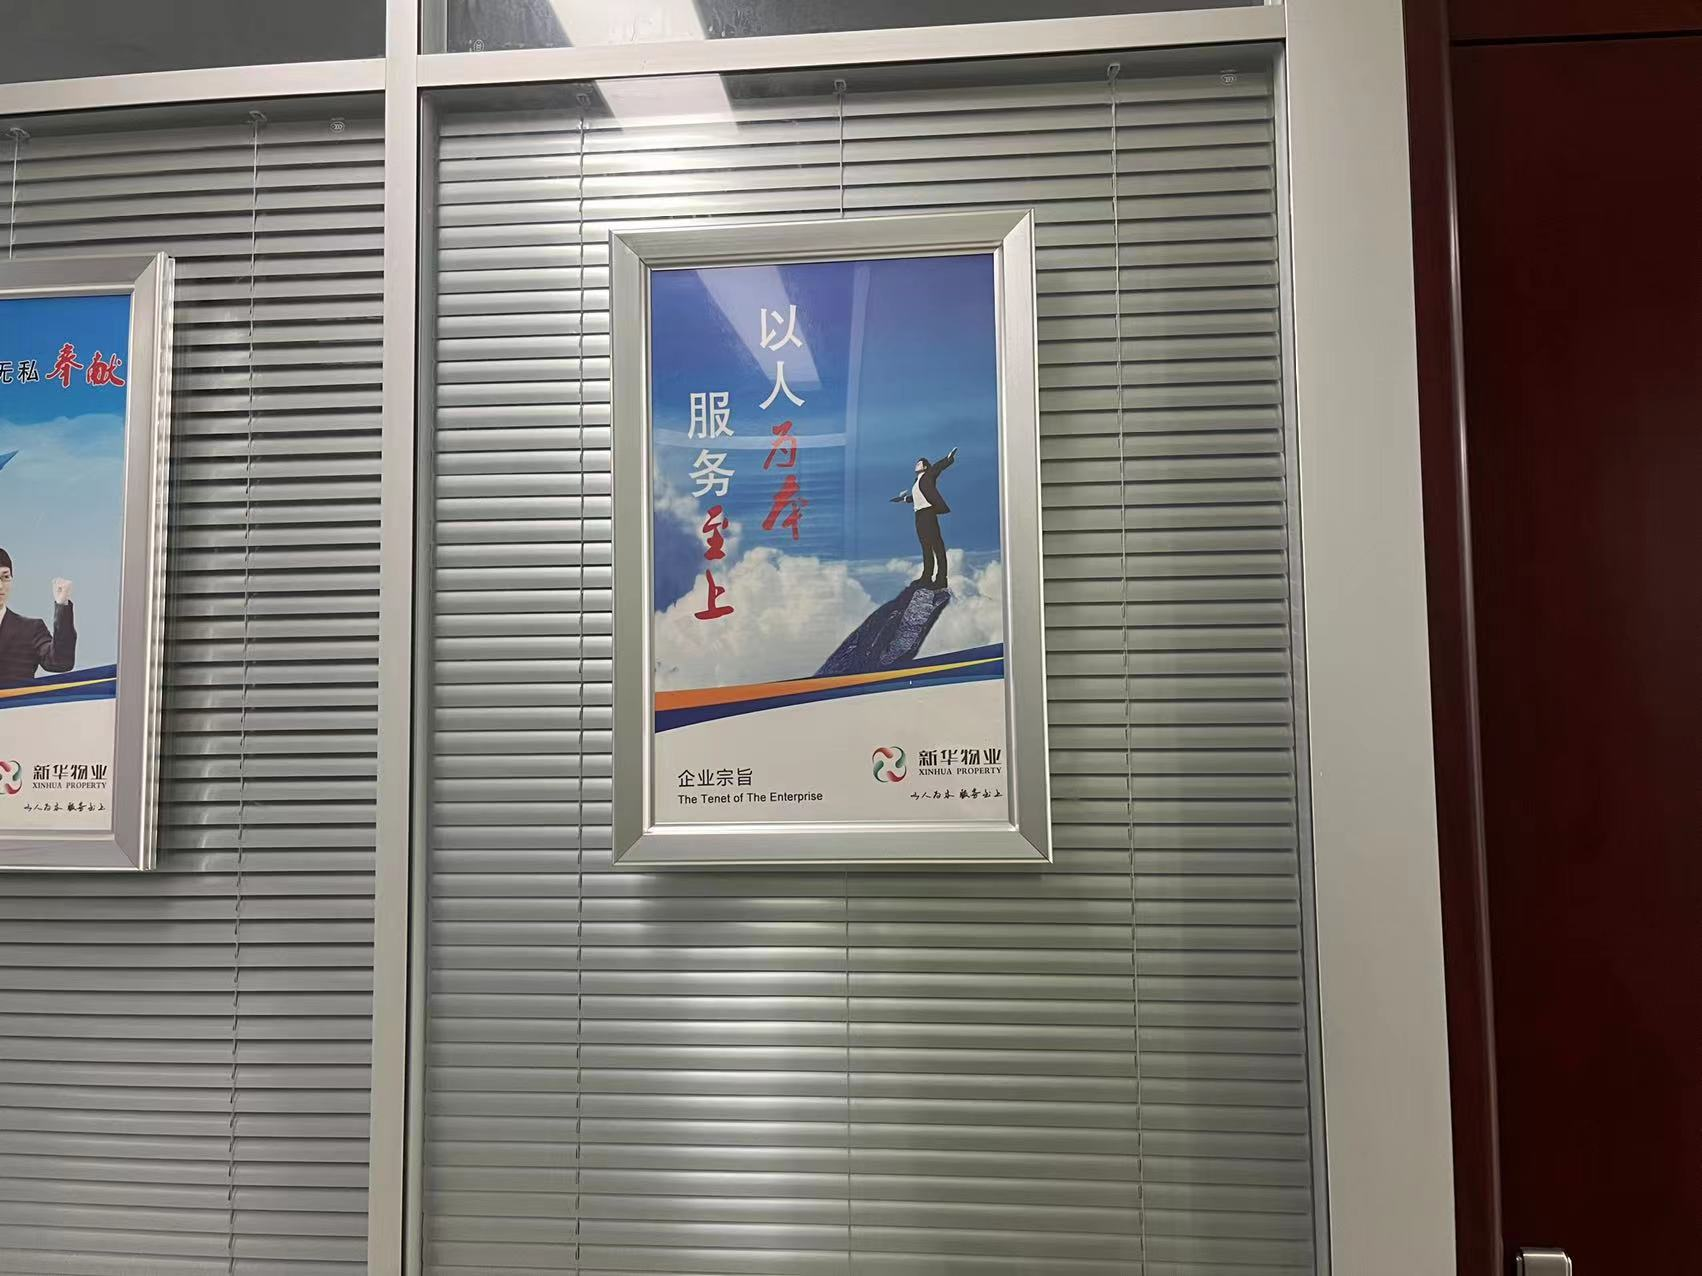 无私奉献
新华物业
XINHUA PROPERTY
以人为本 服务至上
以人为本
服务至上
企业宗旨
The Tenet of The Enterprise
新华物业
XINHUA PROPERTY
以人为本 服务至上